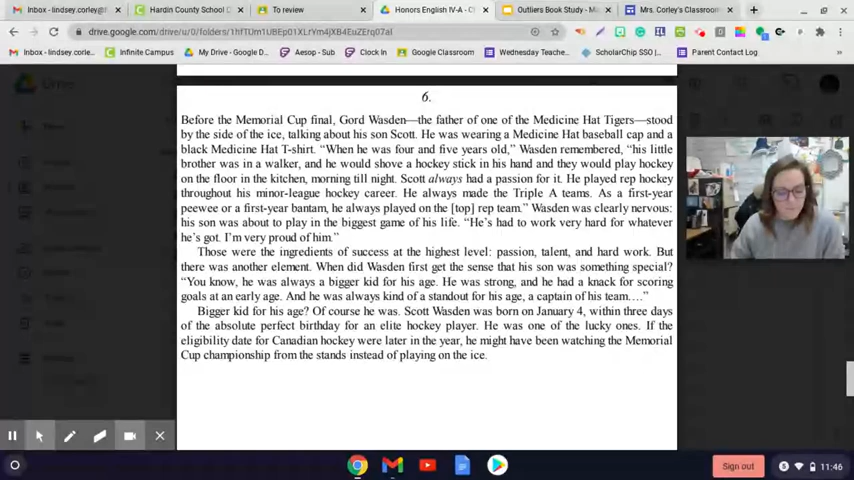 Inbox - lindsey.corley@
Hardin County School D
To review
Honors English IV-A - C
Outliers Book Study - M
Mrs. Corley's Classroom
drive.google.com/drive/u/0/folders/1hfTUm1UBEp01XLrYm4jXB4EuZErq07aI
Inbox - lindsey.corl...
Infinite Campus
My Drive - Google D...
Aesop - Sub
Clock In
Google Classroom
Wednesday Teache...
ScholarChip SSO |...
Parent Contact Log
Drive
6.
Before the Memorial Cup final, Gord Wasden—the father of one of the Medicine Hat Tigers—stood
by the side of the ice, talking about his son Scott. He was wearing a Medicine Hat baseball cap and a
black Medicine Hat T-shirt. “When he was four and five years old,” Wasden remembered, “his little
brother was in a walker, and he would shove a hockey stick in his hand and they would play hockey
on the floor in the kitchen, morning till night. Scott always had a passion for it. He played rep hockey
throughout his minor-league hockey career. He always made the Triple A teams. As a first-year
peewee or a first-year bantam, he always played on the [top] rep team.” Wasden was clearly nervous:
his son was about to play in the biggest game of his life. “He’s had to work very hard for whatever
he’s got. I’m very proud of him.”
Those were the ingredients of success at the highest level: passion, talent, and hard work. But
there was another element. When did Wasden first get the sense that his son was something special?
“You know, he was always a bigger kid for his age. He was strong, and he had a knack for scoring
goals at an early age. And he was always kind of a standout for his age, a captain of his team….”
Bigger kid for his age? Of course he was. Scott Wasden was born on January 4, within three days
of the absolute perfect birthday for an elite hockey player. He was one of the lucky ones. If the
eligibility date for Canadian hockey were later in the year, he might have been watching the Memorial
Cup championship from the stands instead of playing on the ice.
Sign out
11:46